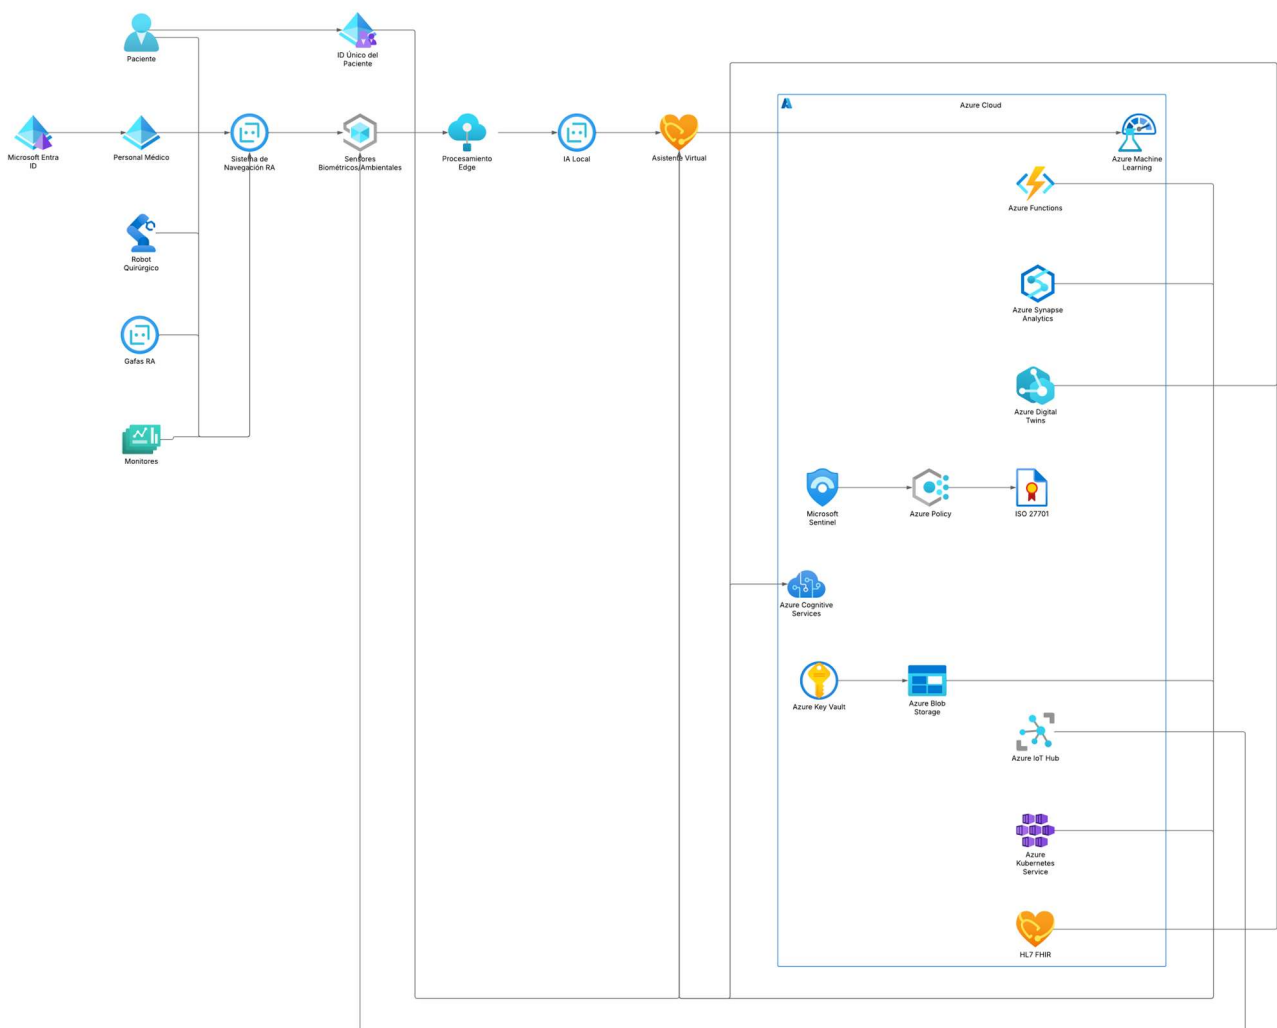 Paciente
ID Único del
Paciente
Azure Cloud
Microsoft Entra
ID
Personal Médico
Sistema de
Navegación RA
Sensores
Biométricos/Ambientales
Procesamiento
Edge
IA Local
Asistente Virtual
Azure Machine
Learning
Azure Functions
Robot
Quirúrgico
Azure Synapse
Analytics
Gafas RA
Azure Digital
Twins
Monitores
Microsoft
Sentinel
Azure Policy
ISO 27701
Azure Cognitive
Services
Azure Key Vault
Azure Blob
Storage
Azure IoT Hub
Azure
Kubernetes
Service
HL7 FHIR